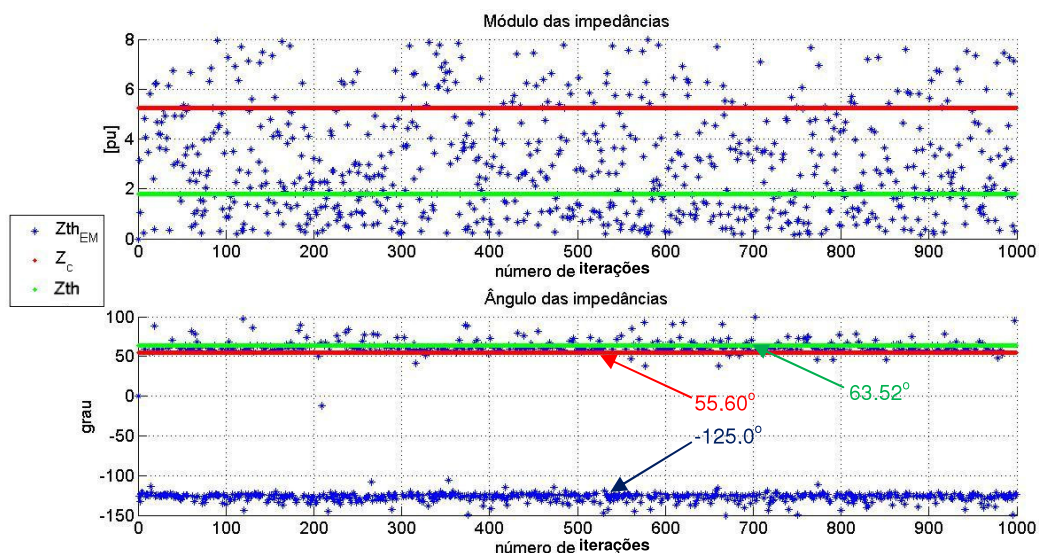 Módulo das impedâncias
8
6
4
2
0
[pu]
0 100 200 300 400 500 600 700 800 900 1000
número de iterações
Zth_EM
Z_c
Zth
Ângulo das impedâncias
100
50
0
-50
-100
-150
grau
55.60°
63.52°
-125.0°
0 100 200 300 400 500 600 700 800 900 1000
número de iterações